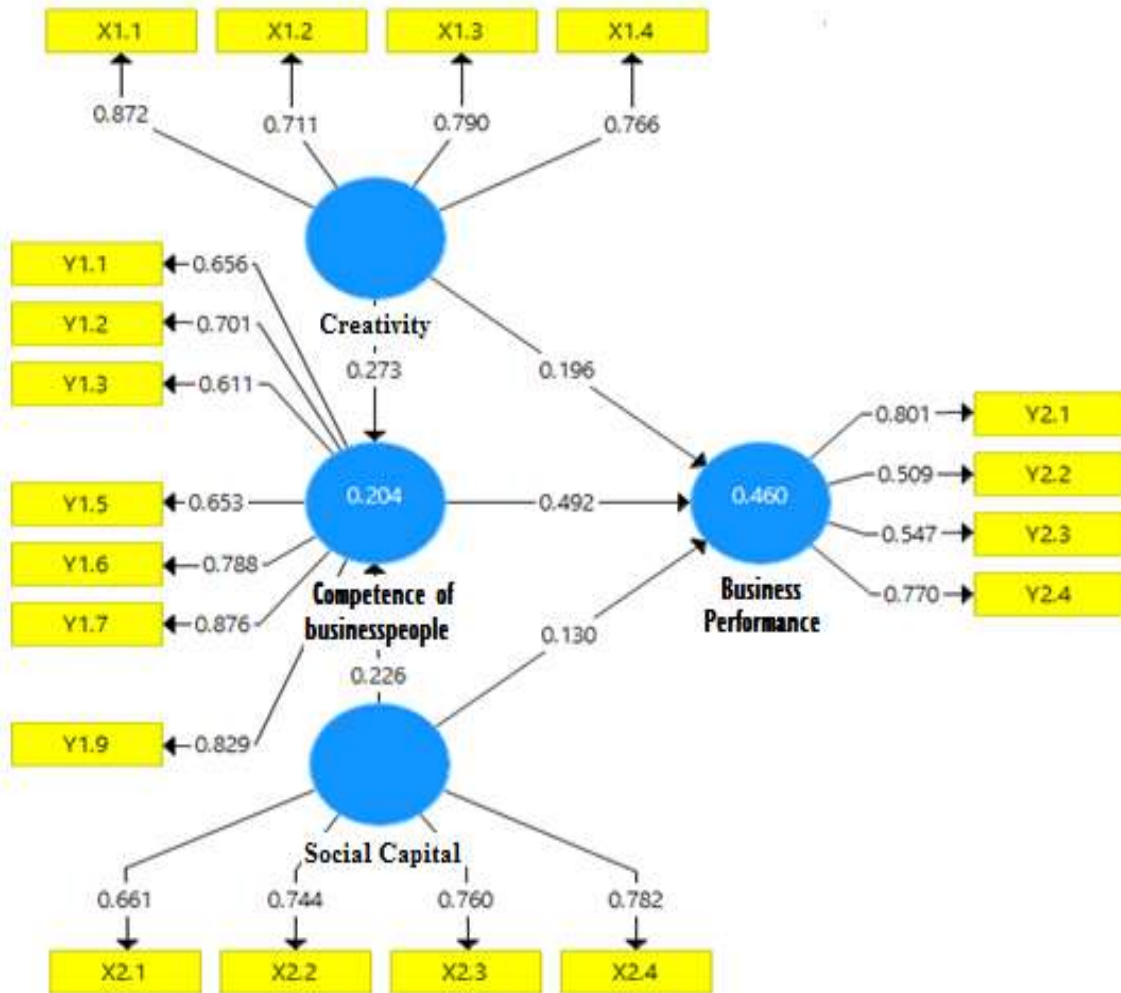 X1.1
X1.2
X1.3
X1.4
0.872
0.711
0.790
0.766
Y1.1
0.656
Y1.2
0.701
Creativity
Y1.3
0.611
0.273
0.196
0.801
Y2.1
0.509
Y2.2
Y1.5
0.653
0.204
0.492
0.460
0.547
Y2.3
Y1.6
0.788
0.770
Y2.4
Y1.7
0.876
Competence of
businesspeople
Business
Performance
0.130
0.226
Y1.9
0.829
Social Capital
0.661
0.744
0.760
0.782
X2.1
X2.2
X2.3
X2.4